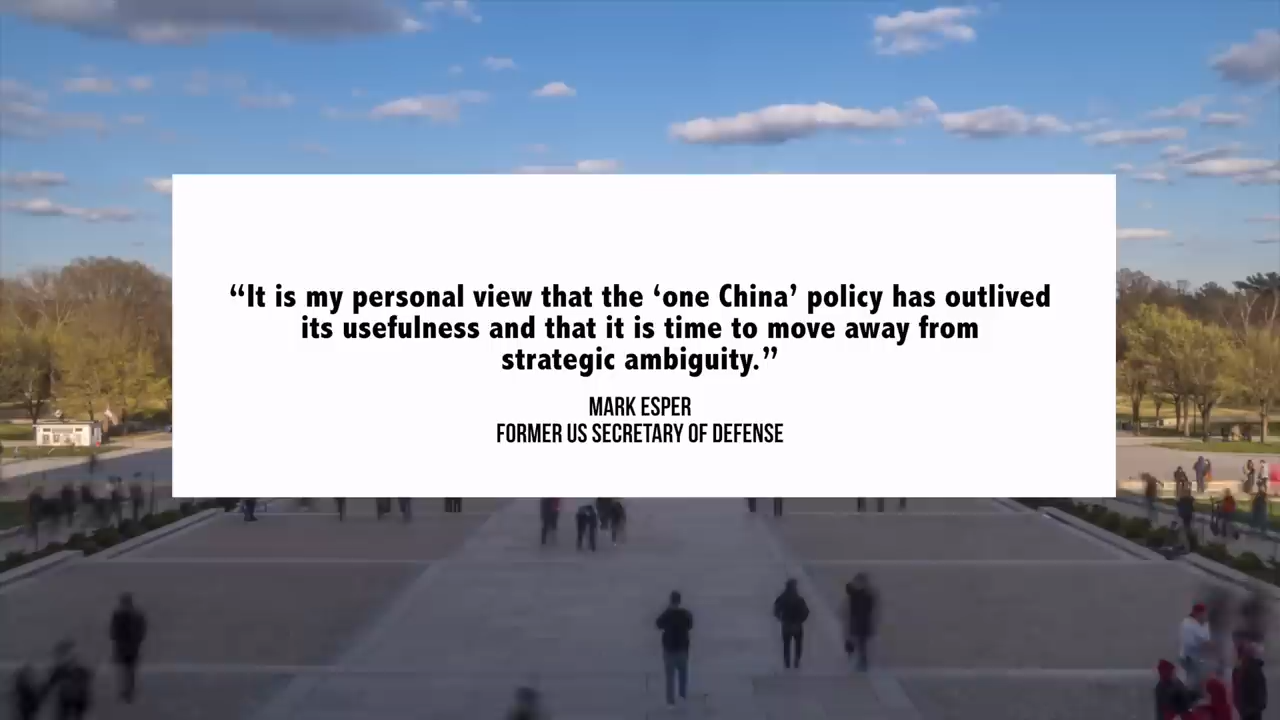 “It is my personal view that the ‘one China’ policy has outlived
its usefulness and that it is time to move away from
strategic ambiguity.”
MARK ESPER
FORMER US SECRETARY OF DEFENSE